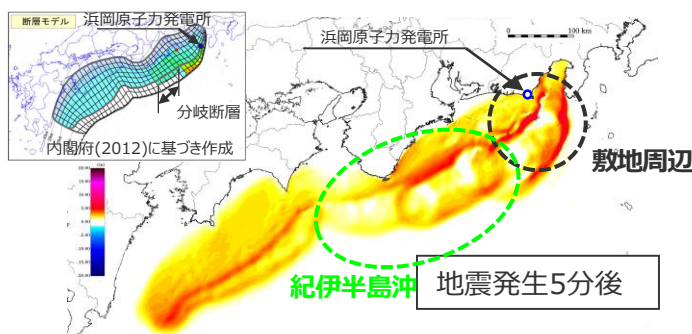 断層モデル
浜岡原子力発電所
浜岡原子力発電所
100 km
分岐断層
内閣府(2012)に基づき作成
敷地周辺
紀伊半島沖
地震発生5分後